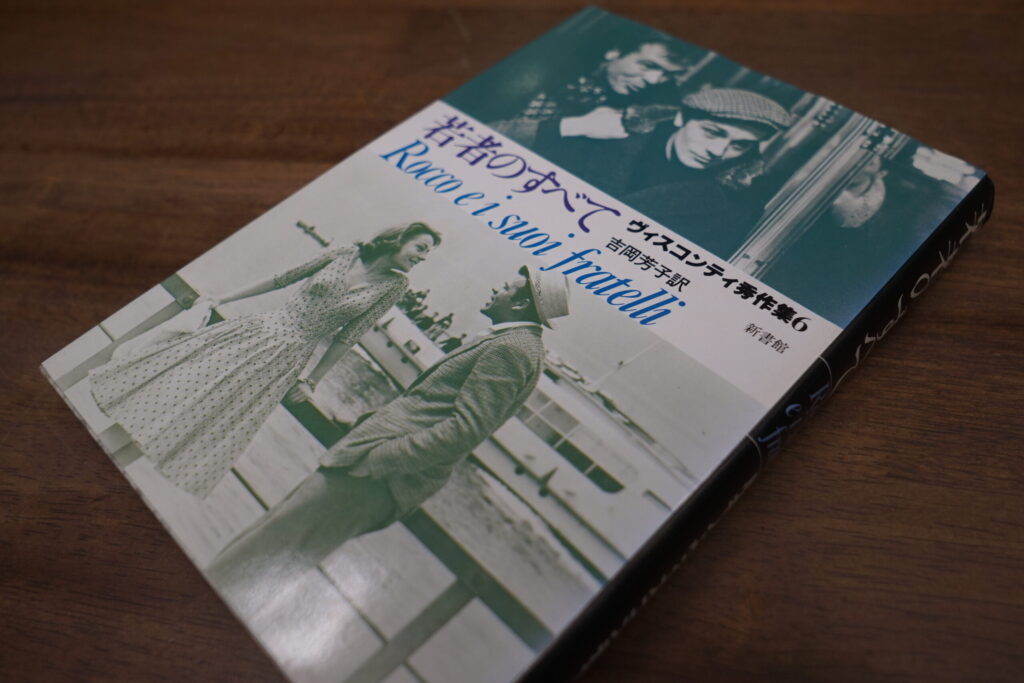 若者のすべて
Rocco e i suoi fratelli
ヴィスコンティ秀作集6
吉岡芳子訳
新書館